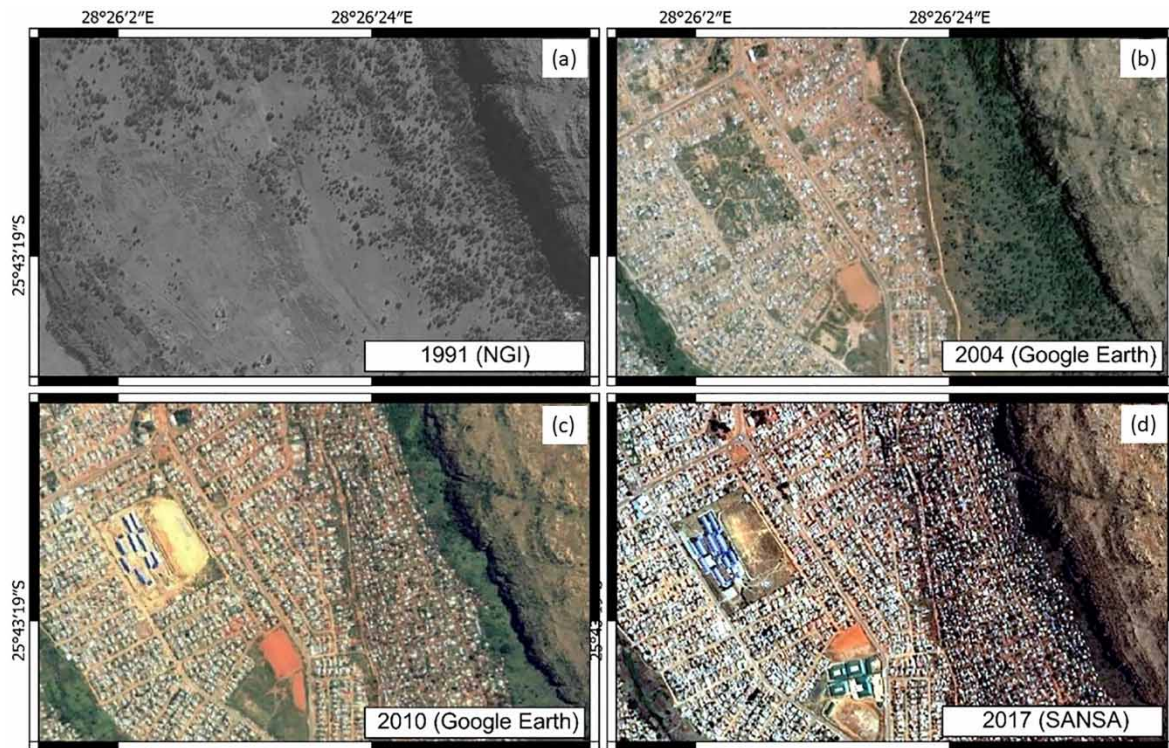 28°26′2″E 28°26′24″E 28°26′2″E 28°26′24″E
(a) (b)
25°43′19″S
1991 (NGI) 2004 (Google Earth)
(c) (d)
25°43′19″S
2010 (Google Earth) 2017 (SANSA)